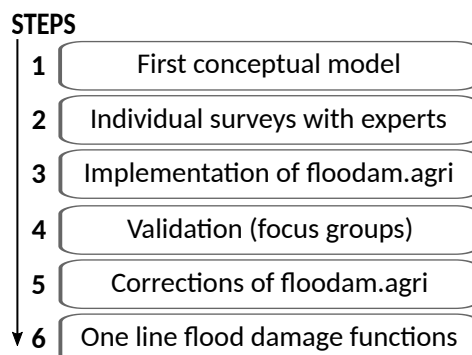 STEPS
1 First conceptual model
2 Individual surveys with experts
3 Implementation of floodam.agri
4 Validation (focus groups)
5 Corrections of floodam.agri
6 One line flood damage functions